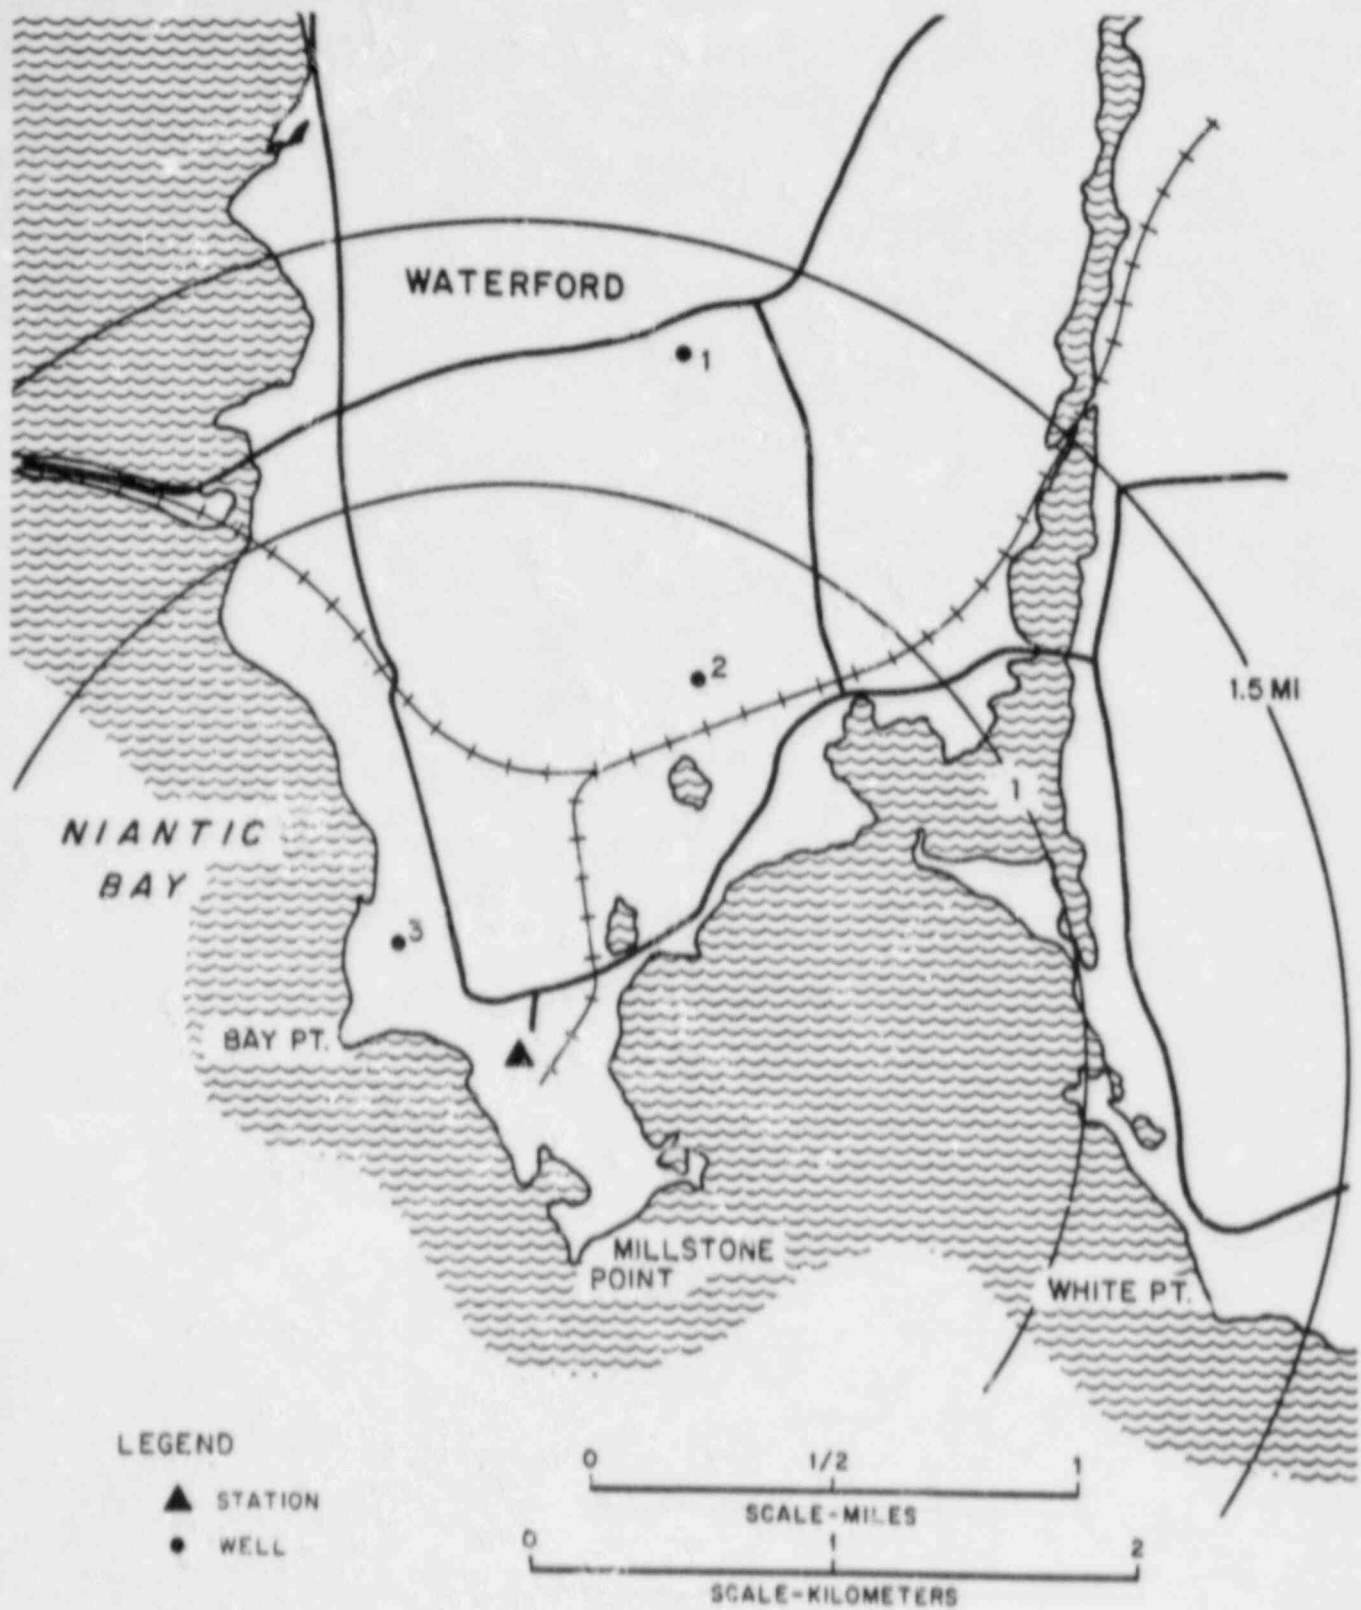 WATERFORD
1
2
1.5 MI
1
NIANTIC
BAY
3
BAY PT.
MILLSTONE
POINT
WHITE PT.
LEGEND
STATION
WELL
0 1/2 1
SCALE-MILES
0 1 2
SCALE-KILOMETERS